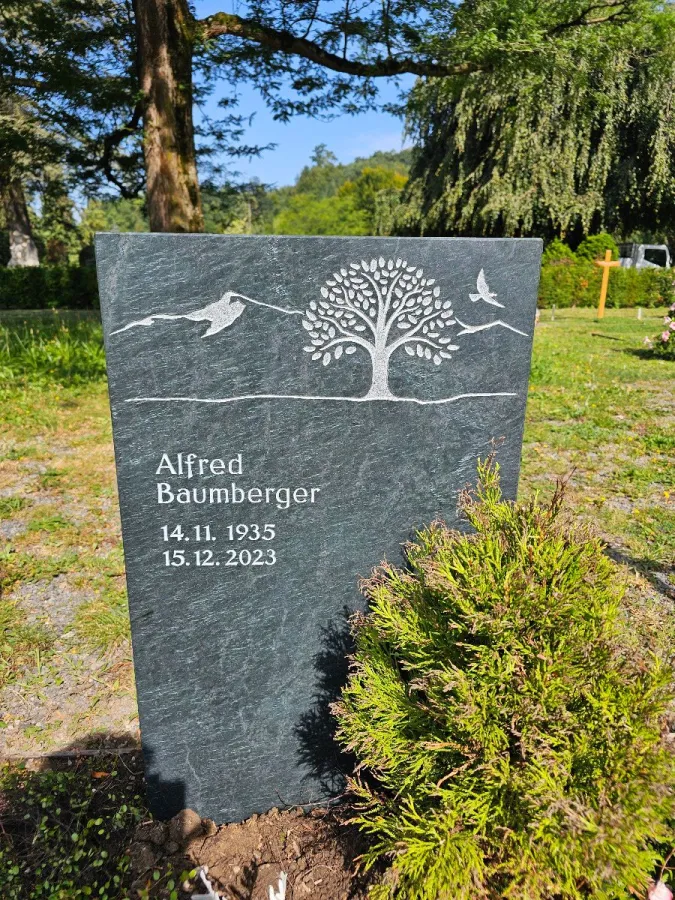 Alfred
Baumberger
14.11. 1935
15.12. 2023